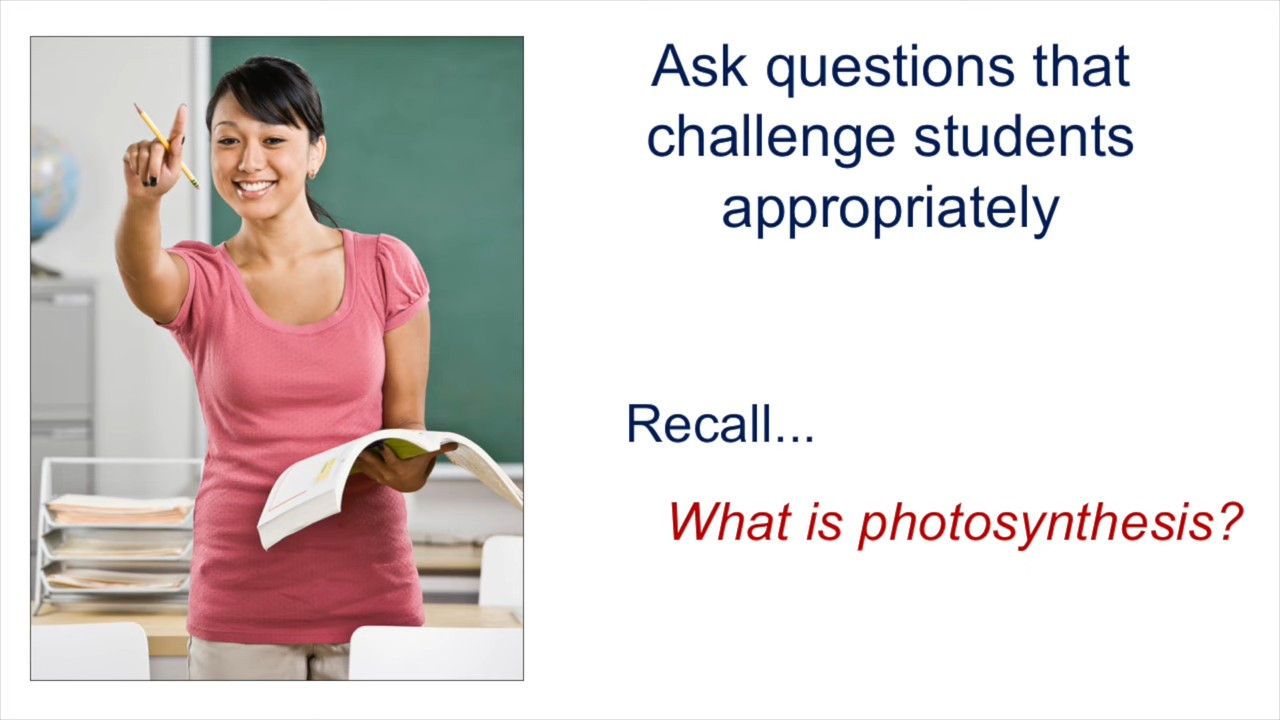 Ask questions that
challenge students
appropriately
Recall...
What is photosynthesis?